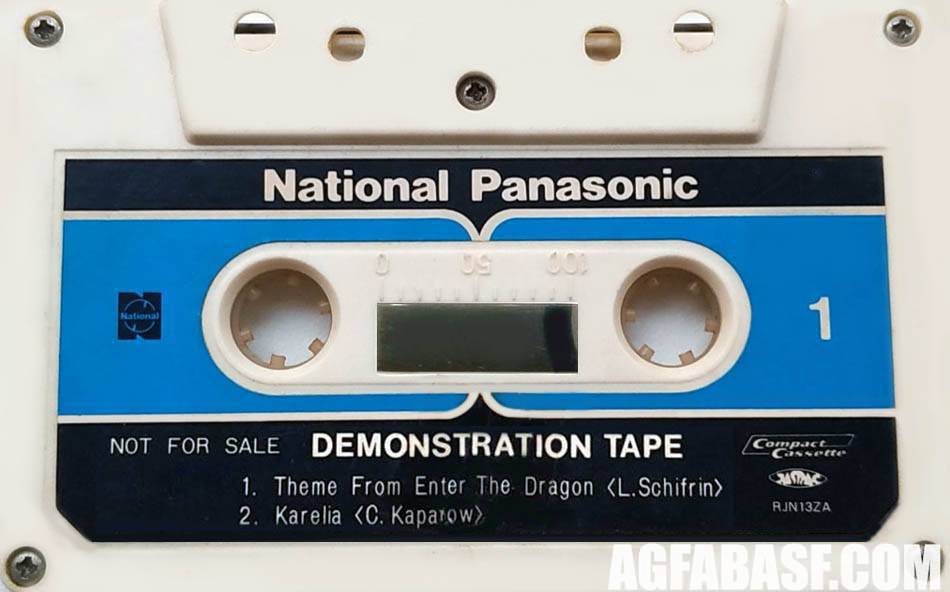 National Panasonic
0 50 100
National
1
NOT FOR SALE DEMONSTRATION TAPE
Compact Cassette
1. Theme From Enter The Dragon <L.Schifrin>
2. Karelia <C. Kaparow>
RJN13ZA
AGFABASF.COM